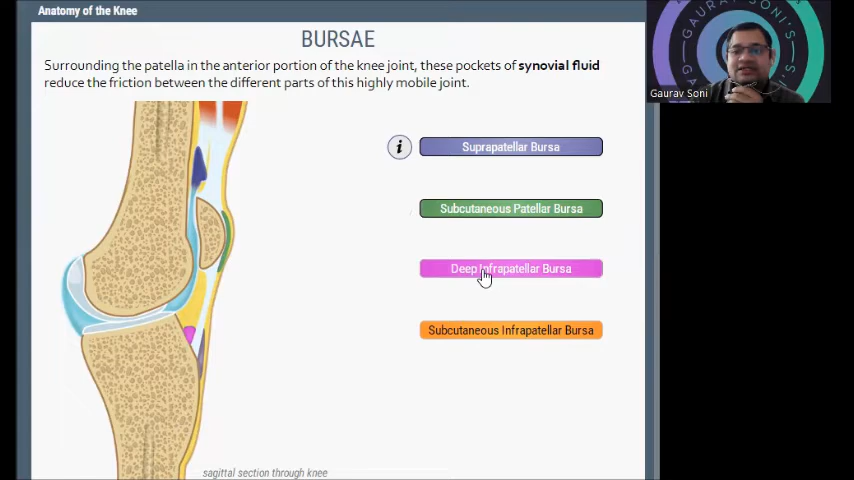 Anatomy of the Knee
BURSAE
Surrounding the patella in the anterior portion of the knee joint, these pockets of synovial fluid
reduce the friction between the different parts of this highly mobile joint.
i
Suprapatellar Bursa
Subcutaneous Patellar Bursa
Deep Infrapatellar Bursa
Subcutaneous Infrapatellar Bursa
sagittal section through knee
GAURAV SONI'S
Gaurav Soni